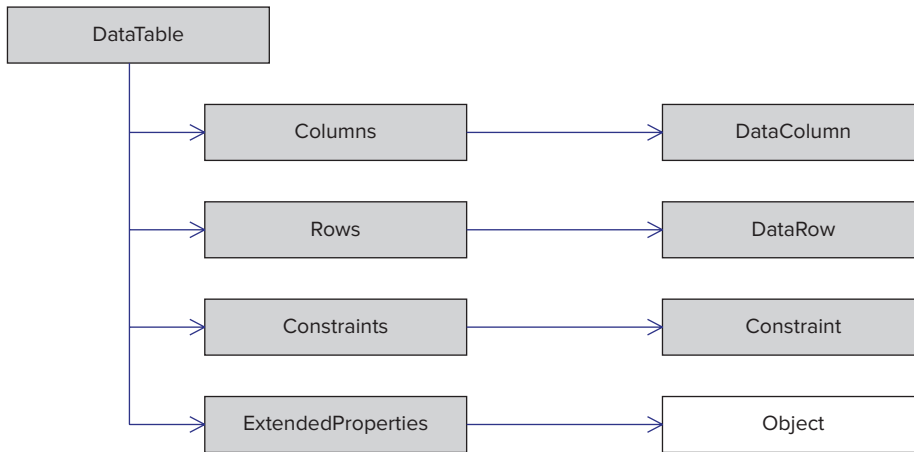 DataTable
Columns
DataColumn
Rows
DataRow
Constraints
Constraint
ExtendedProperties
Object